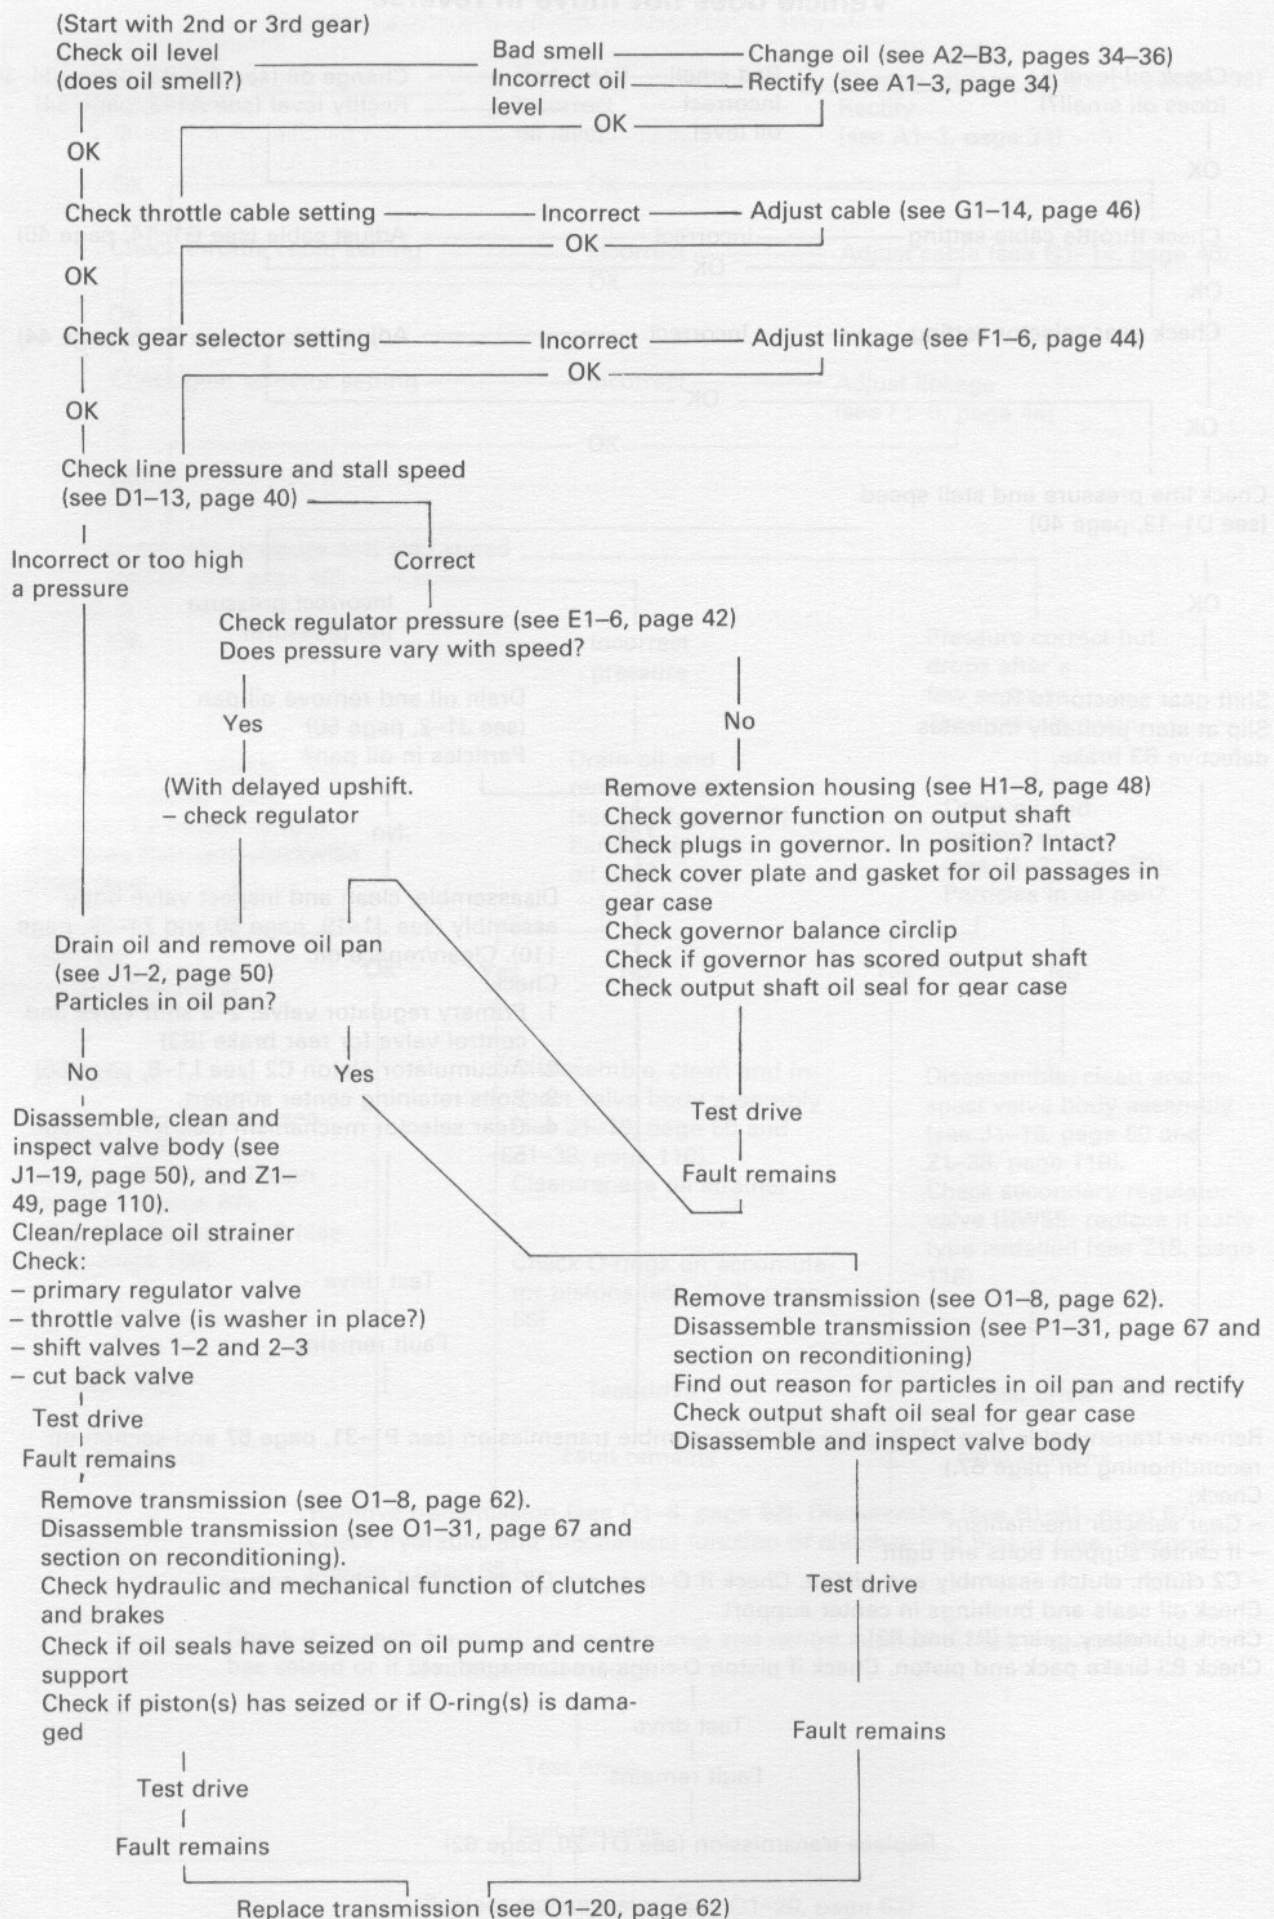 (Start with 2nd or 3rd gear)
Check oil level
(does oil smell?)
Bad smell
Change oil (see A2–B3, pages 34–36)
Incorrect oil
level
Rectify (see A1–3, page 34)
OK
OK
Check throttle cable setting
Incorrect
Adjust cable (see G1–14, page 46)
OK
OK
Check gear selector setting
Incorrect
Adjust linkage (see F1–6, page 44)
OK
OK
Check line pressure and stall speed
(see D1–13, page 40)
Incorrect or too high
a pressure
Correct
Check regulator pressure (see E1–6, page 42)
Does pressure vary with speed?
Yes
No
(With delayed upshift.
– check regulator
Remove extension housing (see H1–8, page 48)
Check governor function on output shaft
Check plugs in governor. In position? Intact?
Check cover plate and gasket for oil passages in
gear case
Check governor balance circlip
Check if governor has scored output shaft
Check output shaft oil seal for gear case
Drain oil and remove oil pan
(see J1–2, page 50)
Particles in oil pan?
No
Yes
Test drive
Fault remains
Disassemble, clean and
inspect valve body (see
J1–19, page 50), and Z1–
49, page 110).
Clean/replace oil strainer
Check:
– primary regulator valve
– throttle valve (is washer in place?)
– shift valves 1–2 and 2–3
– cut back valve
Test drive
Fault remains
Remove transmission (see O1–8, page 62).
Disassemble transmission (see P1–31, page 67 and
section on reconditioning)
Find out reason for particles in oil pan and rectify
Check output shaft oil seal for gear case
Disassemble and inspect valve body
Remove transmission (see O1–8, page 62).
Disassemble transmission (see O1–31, page 67 and
section on reconditioning).
Check hydraulic and mechanical function of clutches
and brakes
Check if oil seals have seized on oil pump and centre
support
Check if piston(s) has seized or if O-ring(s) is dama-
ged
Test drive
Fault remains
Test drive
Fault remains
Replace transmission (see O1–20, page 62)